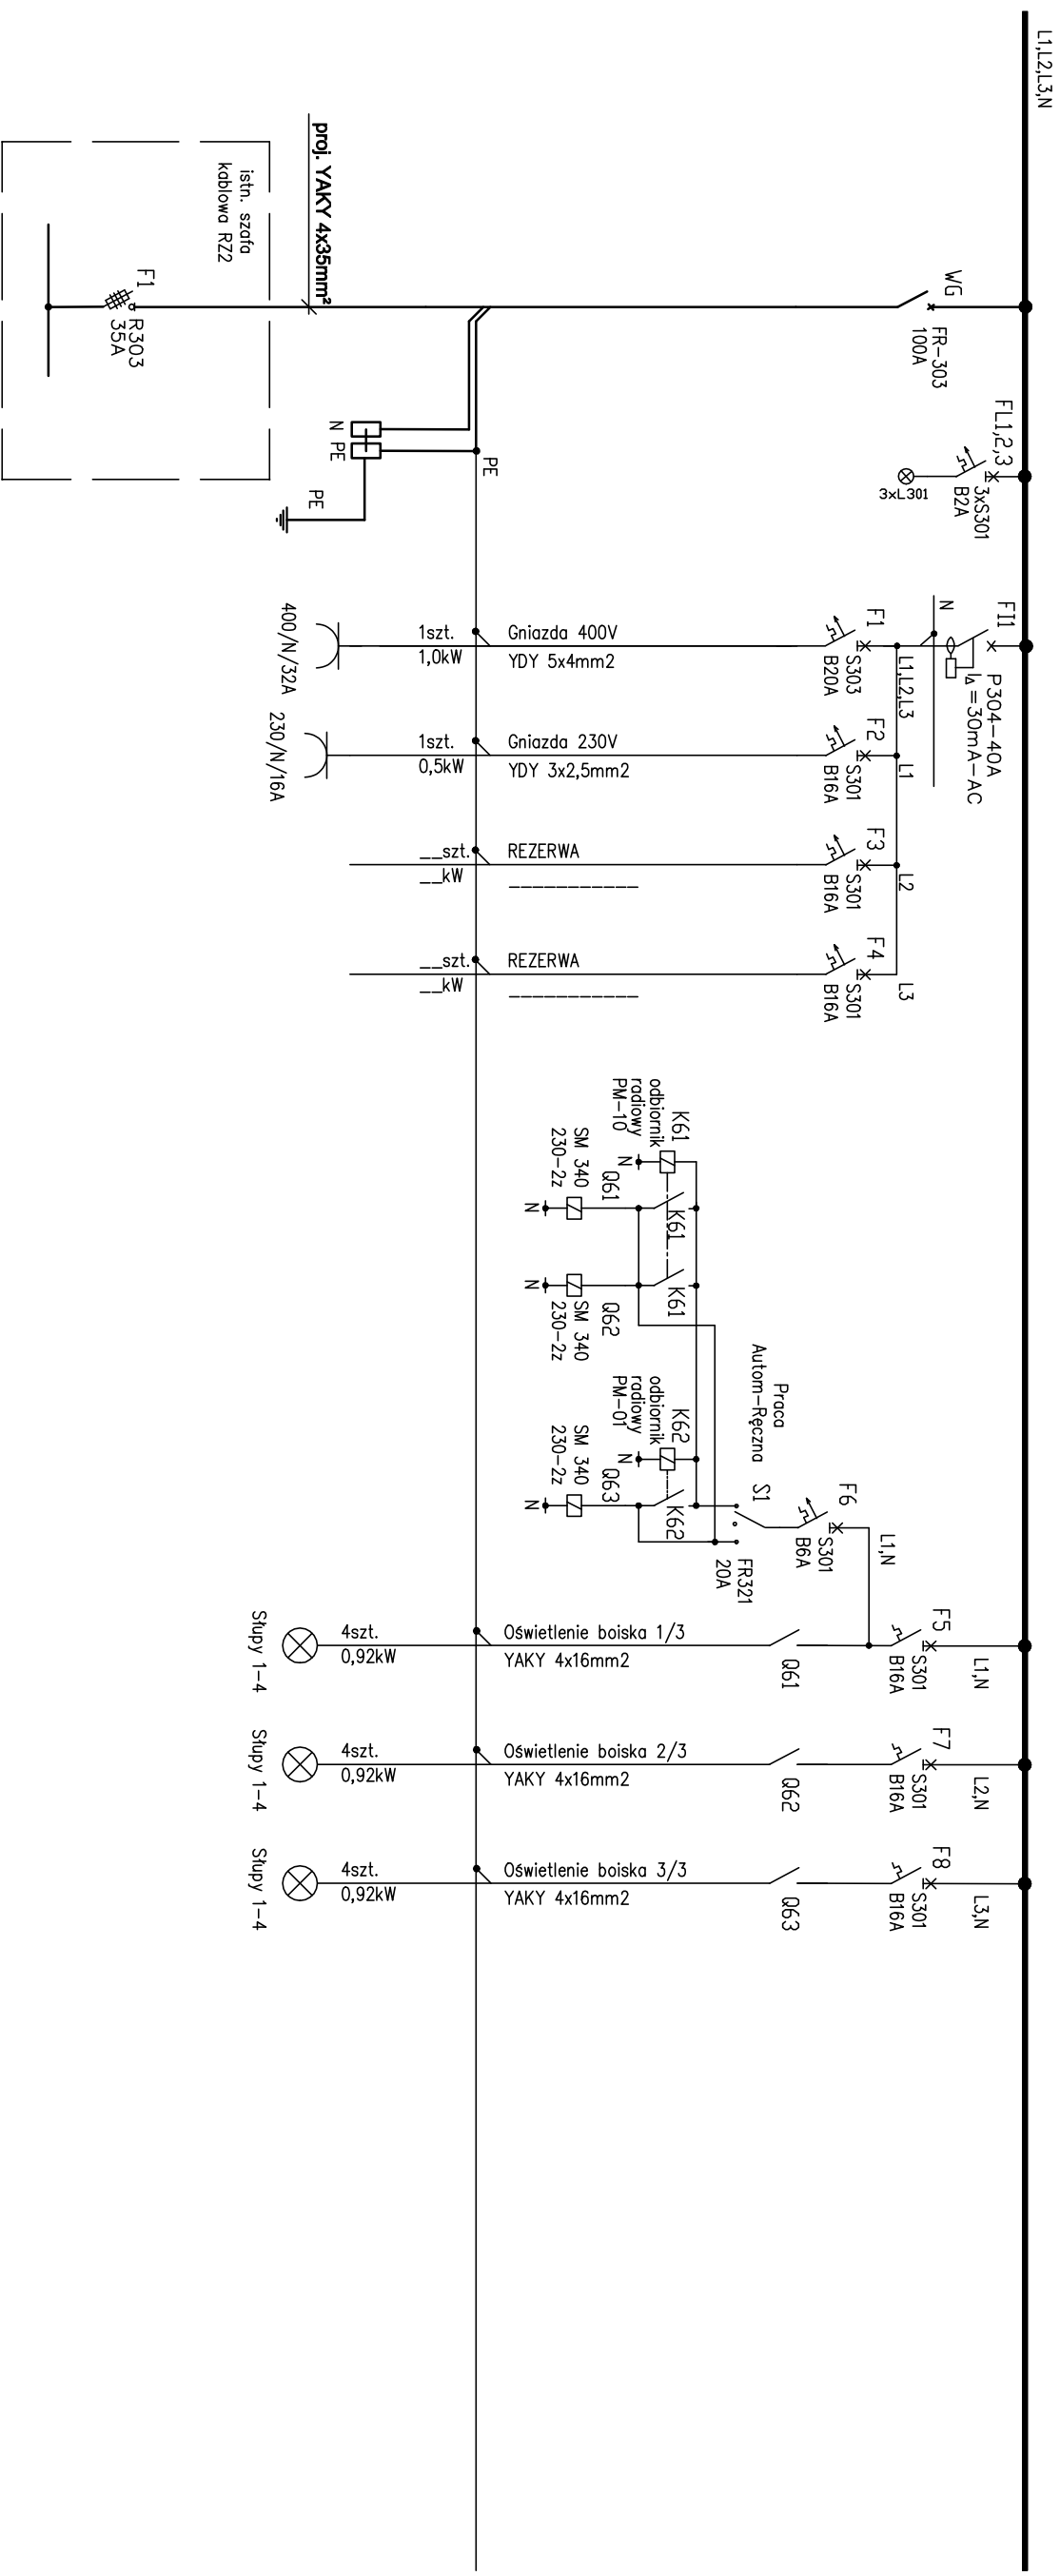 L1,L2,L3,N
WG
FR-303
100A
proj. YAKY 4x35mm²
istn. szafa
kablowa RZ2
F1
R303
35A
N
PE
PE
PE
FL1,2,3
3xS301
B2A
3xL301
FI1
P304-40A
I∆=30mA-AC
N
L1,L2,L3
F1
S303
B20A
Gniazda 400V
YDY 5x4mm2
1szt.
1,0kW
400/N/32A
L1
F2
S301
B16A
Gniazda 230V
YDY 3x2,5mm2
1szt.
0,5kW
230/N/16A
L2
F3
S301
B16A
REZERWA
___________
__szt.
__kW
L3
F4
S301
B16A
REZERWA
___________
__szt.
__kW
K61
odbiornik
radiowy
PM-10
N
K61
K61
Q61
SM 340
230-2z
N
Q62
SM 340
230-2z
N
K62
odbiornik
radiowy
PM-01
N
K62
Q63
SM 340
230-2z
N
Praca
Autom-Ręczna
S1
FR321
20A
F6
S301
B6A
L1,N
F5
S301
B16A
L1,N
Q61
Oświetlenie boiska 1/3
YAKY 4x16mm2
4szt.
0,92kW
Słupy 1-4
F7
S301
B16A
L2,N
Q62
Oświetlenie boiska 2/3
YAKY 4x16mm2
4szt.
0,92kW
Słupy 1-4
F8
S301
B16A
L3,N
Q63
Oświetlenie boiska 3/3
YAKY 4x16mm2
4szt.
0,92kW
Słupy 1-4